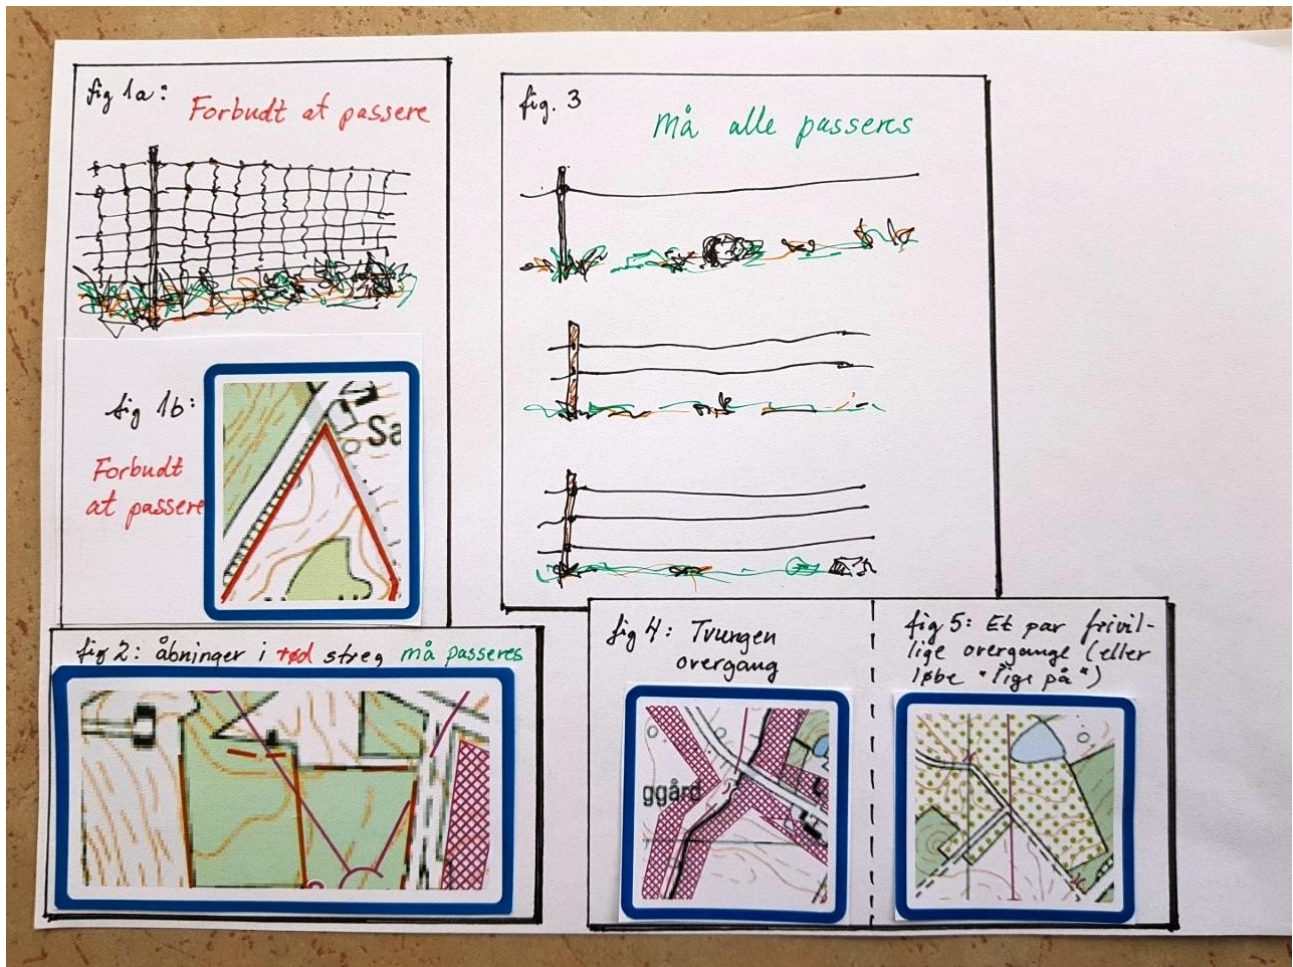 fig 1a:
Forbudt at passere
fig 1b:
Forbudt
at passere
Sa
fig 2: åbninger i rød streg må passeres
fig. 3
Må alle passeres
fig 4: Tvungen
overgang
ggård
fig 5: Et par frivil-
lige overgange (eller
løbe "lige på")